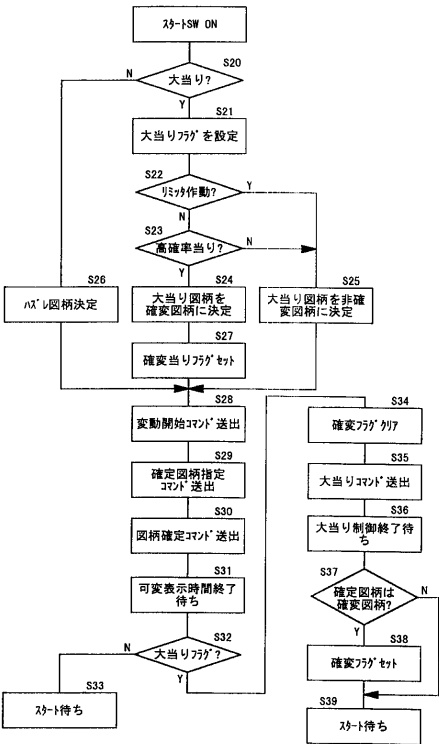 ｽﾀｰﾄSW ON
S20
大当り?
N
Y
S21
大当りﾌﾗｸﾞを設定
S22
ﾘﾐｯﾀ作動?
Y
N
S23
高確率当り?
N
Y
S26
ﾊｽﾞﾚ図柄決定
S24
大当り図柄を
確変図柄に決定
S25
大当り図柄を非確
変図柄に決定
S27
確変当りﾌﾗｸﾞｾｯﾄ
S28
変動開始ｺﾏﾝﾄﾞ送出
S29
確定図柄指定
ｺﾏﾝﾄﾞ送出
S30
図柄確定ｺﾏﾝﾄﾞ送出
S31
可変表示時間終了
待ち
S32
大当りﾌﾗｸﾞ?
N
Y
S33
ｽﾀｰﾄ待ち
S34
確変ﾌﾗｸﾞｸﾘｱ
S35
大当りｺﾏﾝﾄﾞ送出
S36
大当り制御終了待
ち
S37
確定図柄は
確変図柄?
N
Y
S38
確変ﾌﾗｸﾞｾｯﾄ
S39
ｽﾀｰﾄ待ち